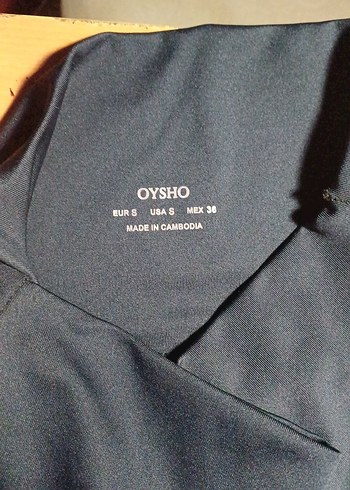 OYSHO
EUR S USA S MEX 36
MADE IN CAMBODIA